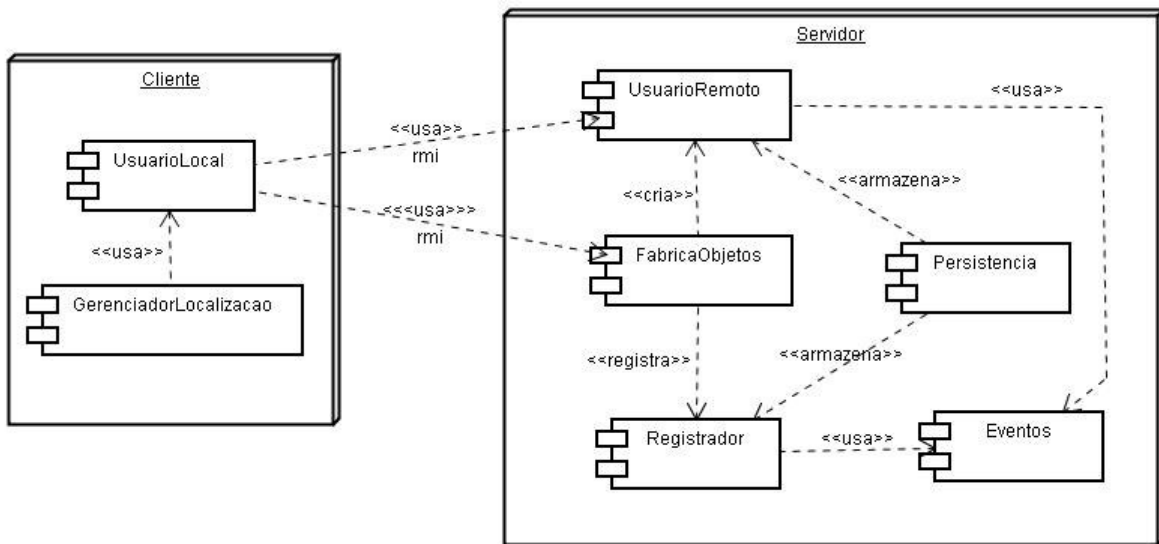 Servidor
Cliente
UsuarioRemoto
<<usa>>
<<usa>>
rmi
UsuarioLocal
<<cria>>
<<armazena>>
<<<usa>>>
rmi
<<usa>>
FabricaObjetos
Persistencia
GerenciadorLocalizacao
<<registra>>
<<armazena>>
Registrador
<<usa>>
Eventos